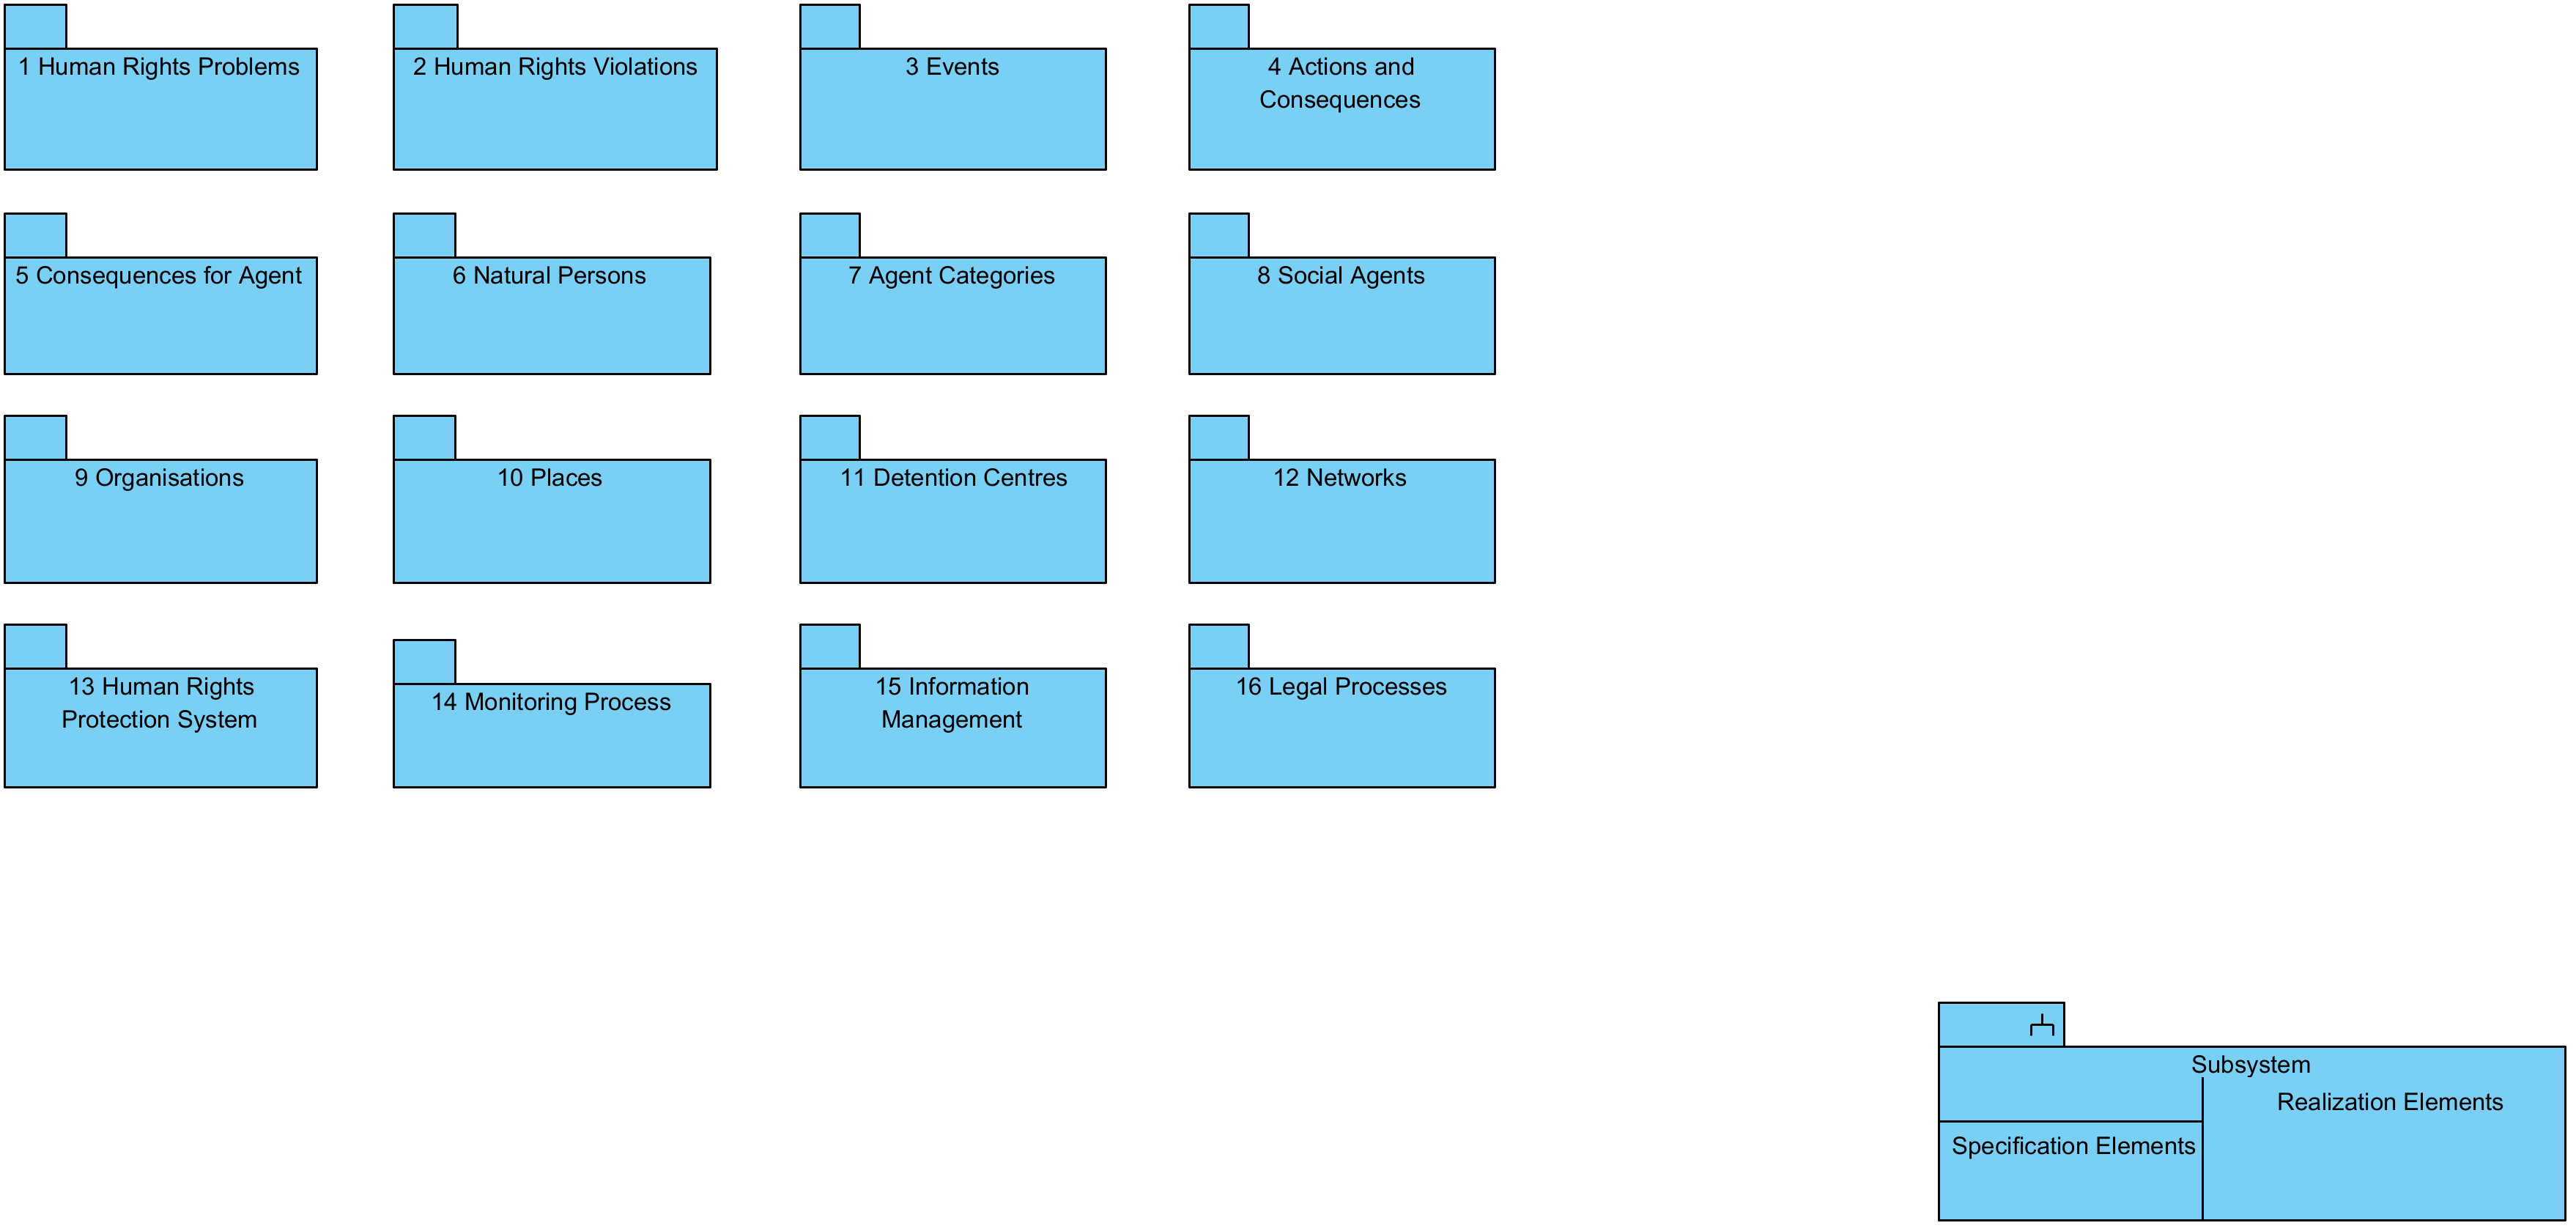 1 Human Rights Problems
2 Human Rights Violations
3 Events
4 Actions and
Consequences
5 Consequences for Agent
6 Natural Persons
7 Agent Categories
8 Social Agents
9 Organisations
10 Places
11 Detention Centres
12 Networks
13 Human Rights
Protection System
14 Monitoring Process
15 Information
Management
16 Legal Processes
Subsystem
Realization Elements
Specification Elements